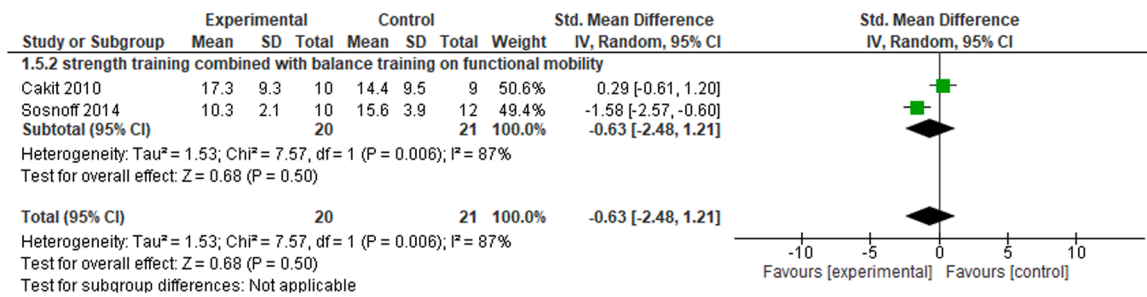 Experimental Control Std. Mean Difference Std. Mean Difference
Study or Subgroup Mean SD Total Mean SD Total Weight IV, Random, 95% CI IV, Random, 95% CI
1.5.2 strength training combined with balance training on functional mobility
Cakit 2010 17.3 9.3 10 14.4 9.5 9 50.6% 0.29 [-0.61, 1.20]
Sosnoff 2014 10.3 2.1 10 15.6 3.9 12 49.4% -1.58 [-2.57, -0.60]
Subtotal (95% CI) 20 21 100.0% -0.63 [-2.48, 1.21]
Heterogeneity: Tau² = 1.53; Chi² = 7.57, df = 1 (P = 0.006); I² = 87%
Test for overall effect: Z = 0.68 (P = 0.50)
Total (95% CI) 20 21 100.0% -0.63 [-2.48, 1.21]
Heterogeneity: Tau² = 1.53; Chi² = 7.57, df = 1 (P = 0.006); I² = 87%
Test for overall effect: Z = 0.68 (P = 0.50)
Test for subgroup differences: Not applicable
-10 -5 0 5 10
Favours [experimental] Favours [control]